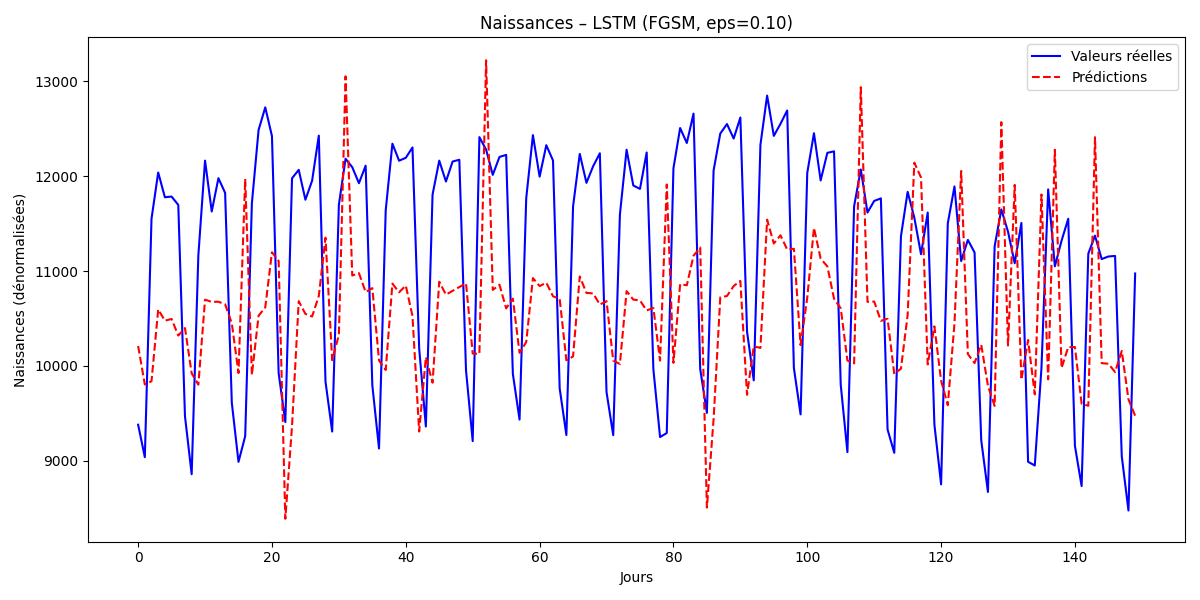 Naissances – LSTM (FGSM, eps=0.10)
Valeurs réelles
Prédictions
Naissances (dénormalisées)
13000
12000
11000
10000
9000
0 20 40 60 80 100 120 140
Jours